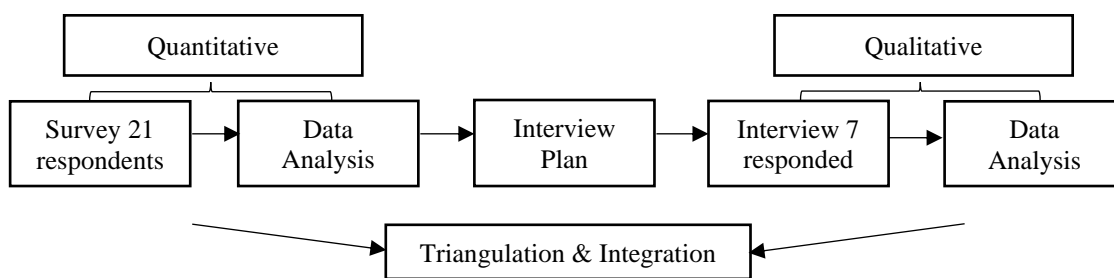 Quantitative
Qualitative
Survey 21
respondents
Data
Analysis
Interview
Plan
Interview 7
responded
Data
Analysis
Triangulation & Integration